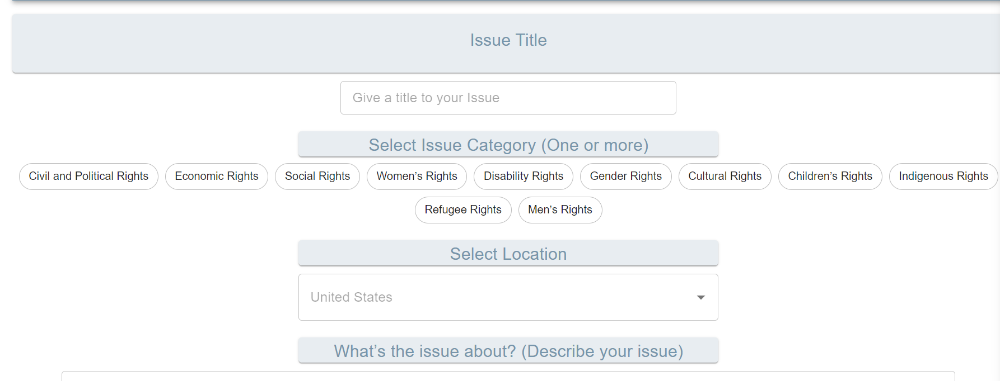 Issue Title
Give a title to your Issue
Select Issue Category (One or more)
Civil and Political Rights Economic Rights Social Rights Women’s Rights Disability Rights Gender Rights Cultural Rights Children’s Rights Indigenous Rights
Refugee Rights Men’s Rights
Select Location
United States
What’s the issue about? (Describe your issue)